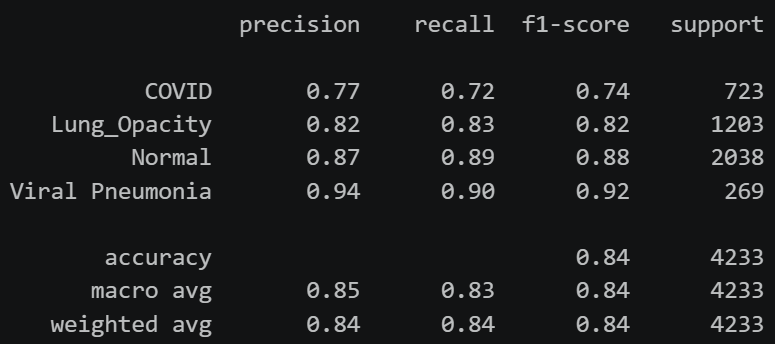 precision recall f1-score support
COVID 0.77 0.72 0.74 723
Lung_Opacity 0.82 0.83 0.82 1203
Normal 0.87 0.89 0.88 2038
Viral Pneumonia 0.94 0.90 0.92 269
accuracy 0.84 4233
macro avg 0.85 0.83 0.84 4233
weighted avg 0.84 0.84 0.84 4233